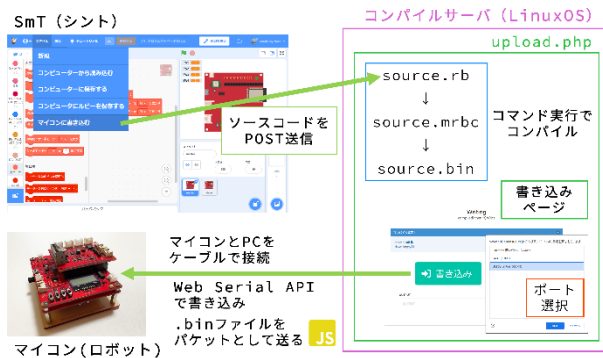 SmT（シント）
コンパイルサーバ（LinuxOS）
upload.php
新規
コンピューターから読み込む
コンピューターに保存する
コンピュータにルビーを保存する
マイコンに書き込む
ソースコードを
POST送信
source.rb
↓
source.mrbc
↓
source.bin
コマンド実行で
コンパイル
書き込み
ページ
Writing
書き込み
ポート
選択
マイコンとPCを
ケーブルで接続
Web Serial API
で書き込み
.binファイルを
パケットとして送る
JS
マイコン(ロボット)